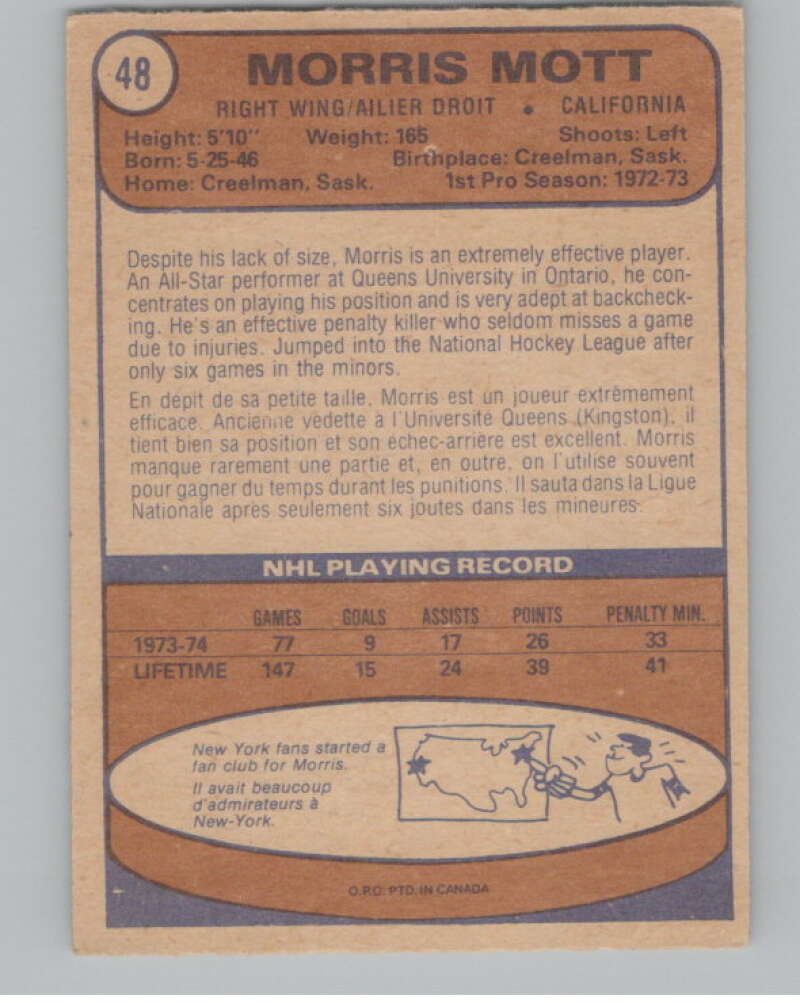 48
MORRIS MOTT
RIGHT WING/AILIER DROIT • CALIFORNIA
Height: 5'10" Weight: 165 Shoots: Left
Born: 5-25-46 Birthplace: Creelman, Sask.
Home: Creelman, Sask. 1st Pro Season: 1972-73
Despite his lack of size, Morris is an extremely effective player.
An All-Star performer at Queens University in Ontario, he con-
centrates on playing his position and is very adept at backcheck-
ing. He's an effective penalty killer who seldom misses a game
due to injuries. Jumped into the National Hockey League after
only six games in the minors.
En dépit de sa petite taille, Morris est un joueur extrêmement
efficace. Ancienne vedette à l'Université Queens (Kingston), il
tient bien sa position et son échec-arrière est excellent. Morris
manque rarement une partie et, en outre, on l'utilise souvent
pour gagner du temps durant les punitions. Il sauta dans la Ligue
Nationale après seulement six joutes dans les mineures.
NHL PLAYING RECORD
GAMES GOALS ASSISTS POINTS PENALTY MIN.
1973-74 77 9 17 26 33
LIFETIME 147 15 24 39 41
New York fans started a
fan club for Morris.
Il avait beaucoup
d'admirateurs à
New-York.
O.P.C. PTD. IN CANADA